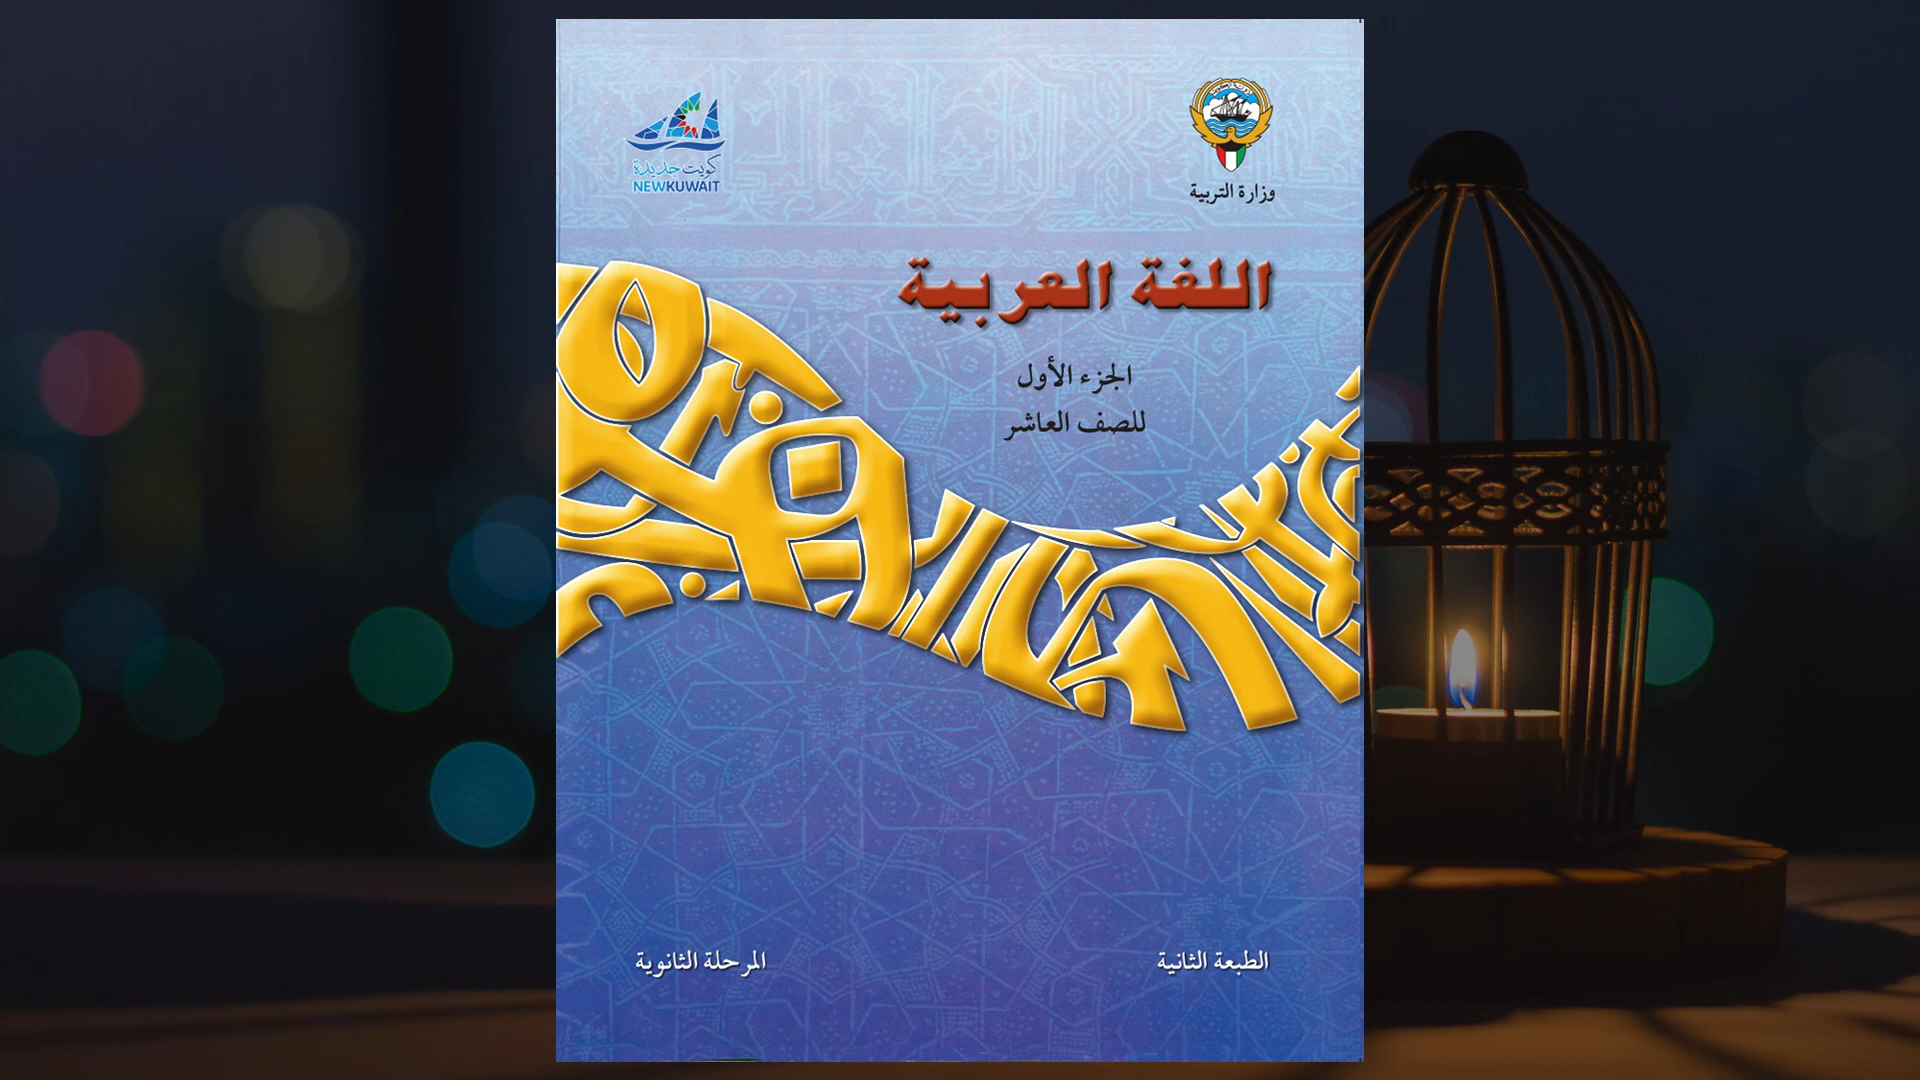 كويت جديدة
NEWKUWAIT
وزارة التربية
اللغة العربية
الجزء الأول
للصف العاشر
الطبعة الثانية
المرحلة الثانوية